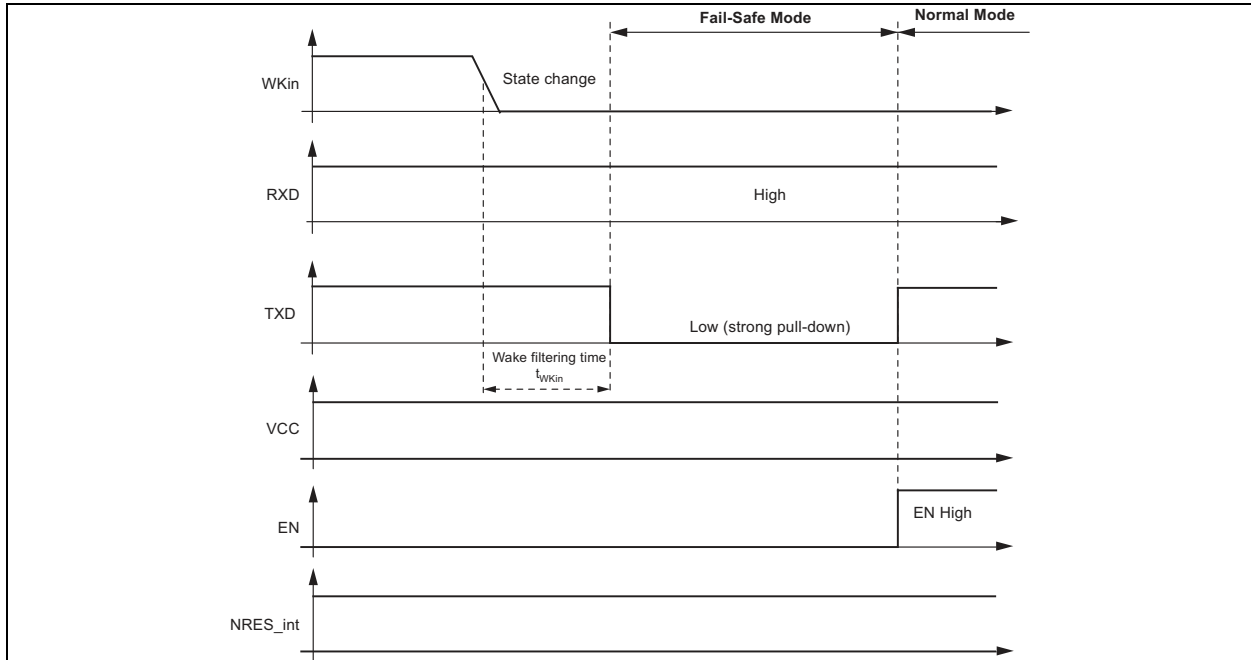 Fail-Safe Mode
Normal Mode
WKin
State change
RXD
High
TXD
Low (strong pull-down)
Wake filtering time
tWKin
VCC
EN
EN High
NRES_int